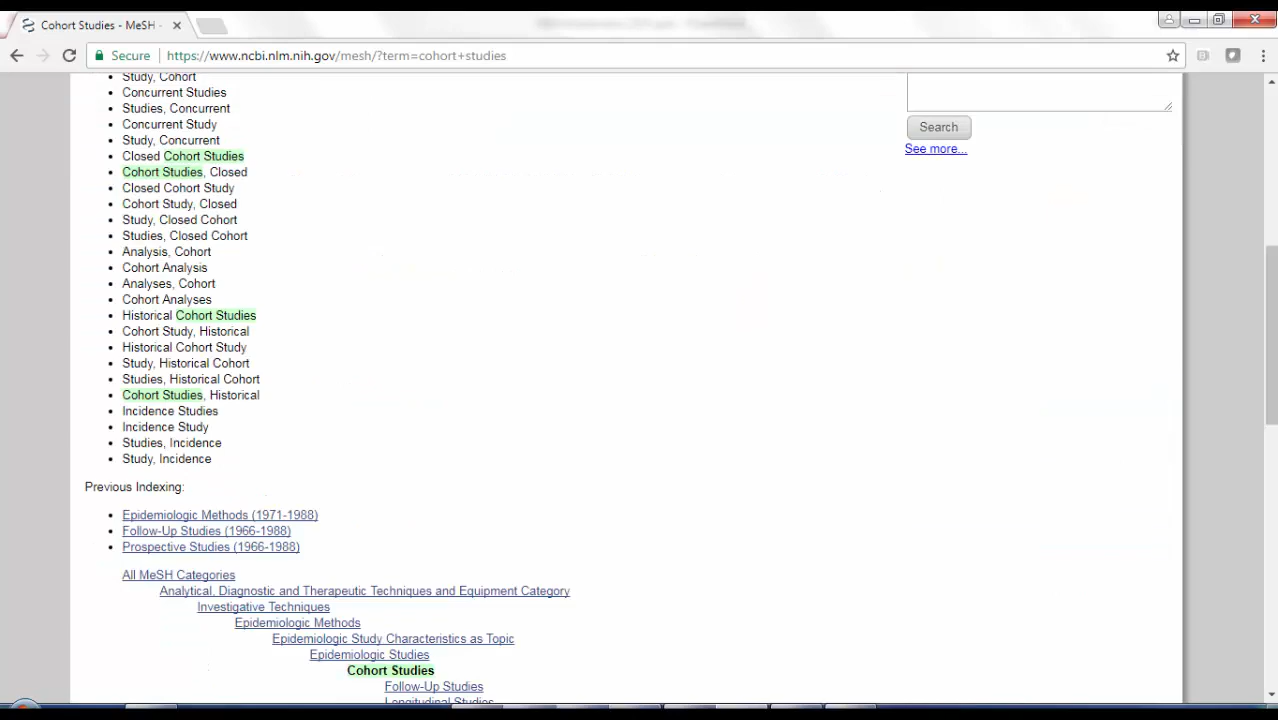 Cohort Studies - MeSH -
Secure
https://www.ncbi.nlm.nih.gov/mesh/?term=cohort+studies
Study, Cohort
Concurrent Studies
Studies, Concurrent
Concurrent Study
Study, Concurrent
Closed Cohort Studies
Cohort Studies, Closed
Closed Cohort Study
Cohort Study, Closed
Study, Closed Cohort
Studies, Closed Cohort
Analysis, Cohort
Cohort Analysis
Analyses, Cohort
Cohort Analyses
Historical Cohort Studies
Cohort Study, Historical
Historical Cohort Study
Study, Historical Cohort
Studies, Historical Cohort
Cohort Studies, Historical
Incidence Studies
Incidence Study
Studies, Incidence
Study, Incidence
Search
See more...
Previous Indexing:
Epidemiologic Methods (1971-1988)
Follow-Up Studies (1966-1988)
Prospective Studies (1966-1988)
All MeSH Categories
Analytical, Diagnostic and Therapeutic Techniques and Equipment Category
Investigative Techniques
Epidemiologic Methods
Epidemiologic Study Characteristics as Topic
Epidemiologic Studies
Cohort Studies
Follow-Up Studies
Longitudinal Studies